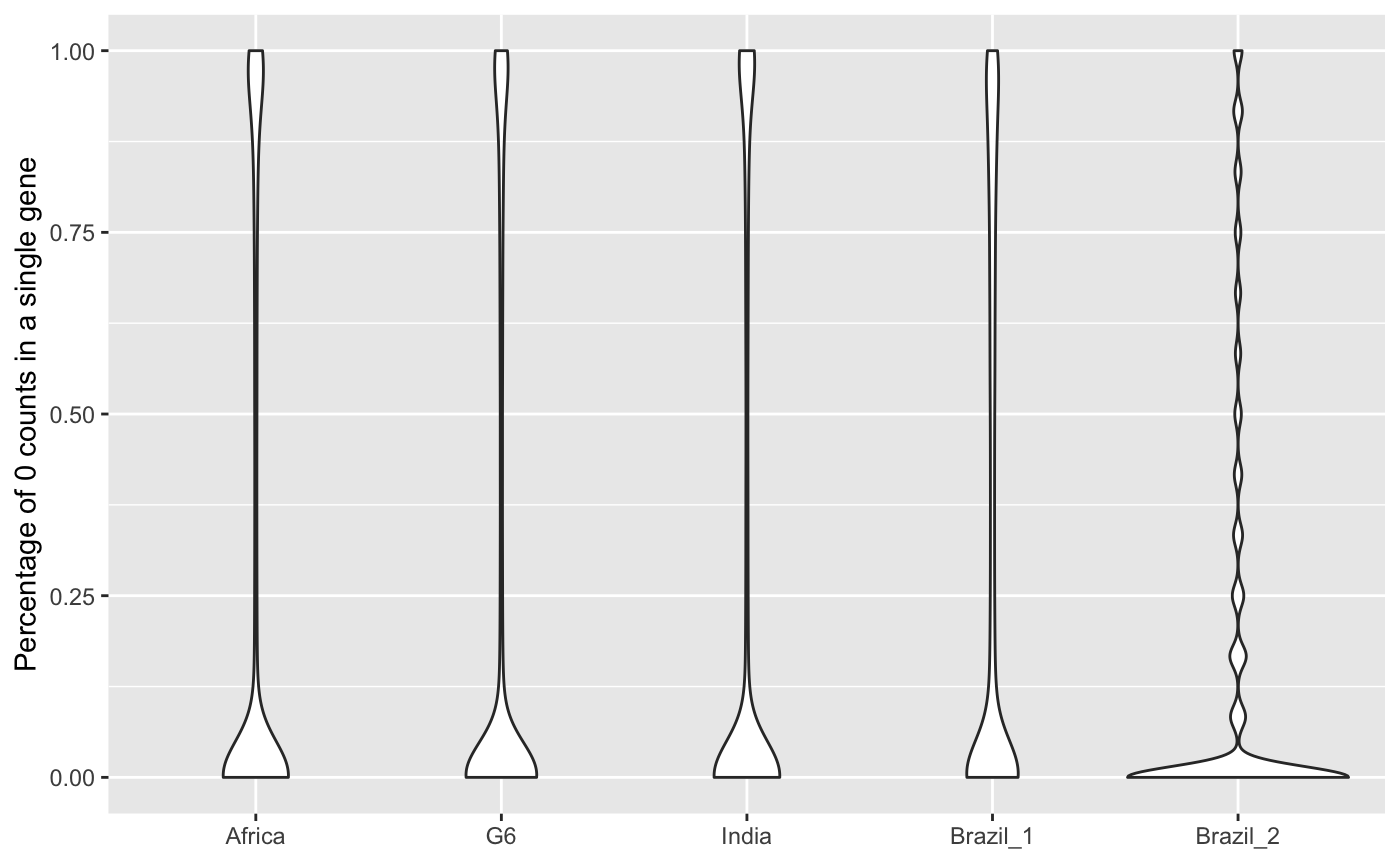 Percentage of 0 counts in a single gene
1.00
0.75
0.50
0.25
0.00
Africa
G6
India
Brazil_1
Brazil_2